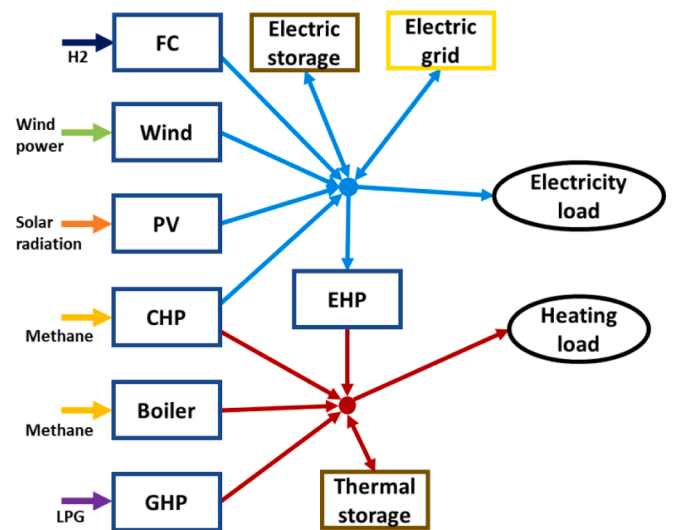 FC
H2
Electric
storage
Electric
grid
Wind
power
Wind
Electricity
load
Solar
radiation
PV
EHP
Heating
load
CHP
Methane
Boiler
Methane
GHP
LPG
Thermal
storage